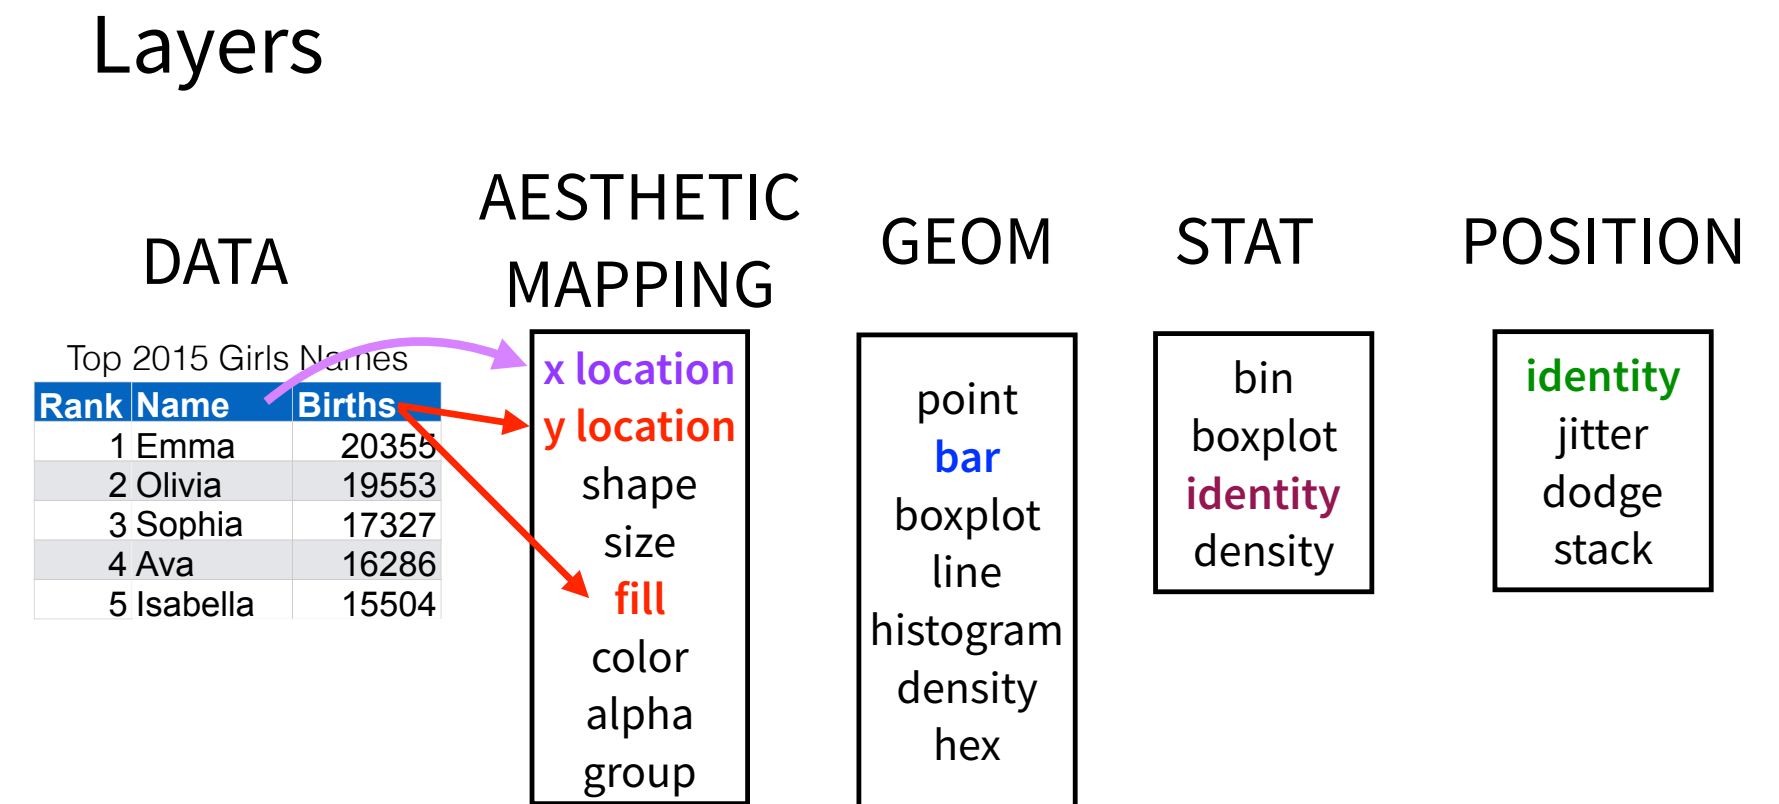 Layers
DATA
Top 2015 Girls Names
Rank Name Births
1 Emma 20355
2 Olivia 19553
3 Sophia 17327
4 Ava 16286
5 Isabella 15504
AESTHETIC
MAPPING
x location
y location
shape
size
fill
color
alpha
group
GEOM
point
bar
boxplot
line
histogram
density
hex
STAT
bin
boxplot
identity
density
POSITION
identity
jitter
dodge
stack